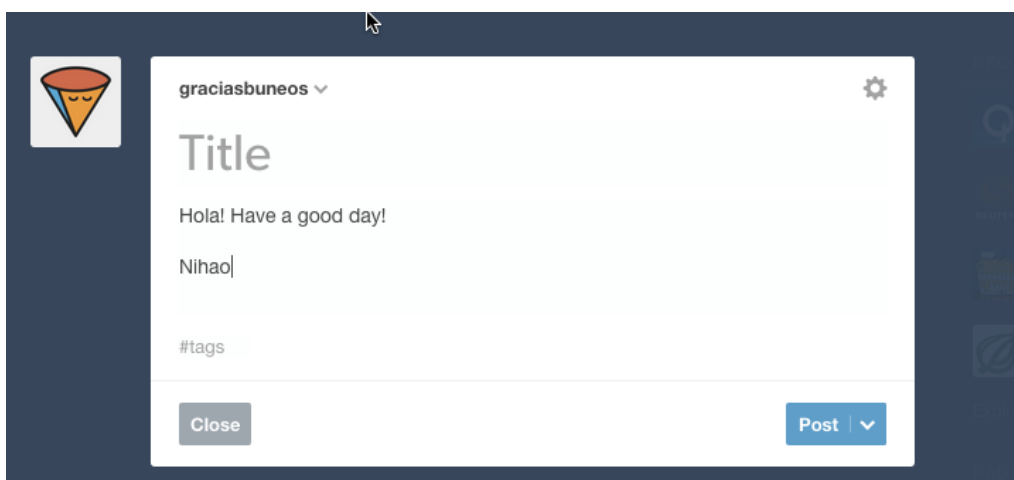 graciasbuneos
Title
Hola! Have a good day!
Nihao
#tags
Close
Post